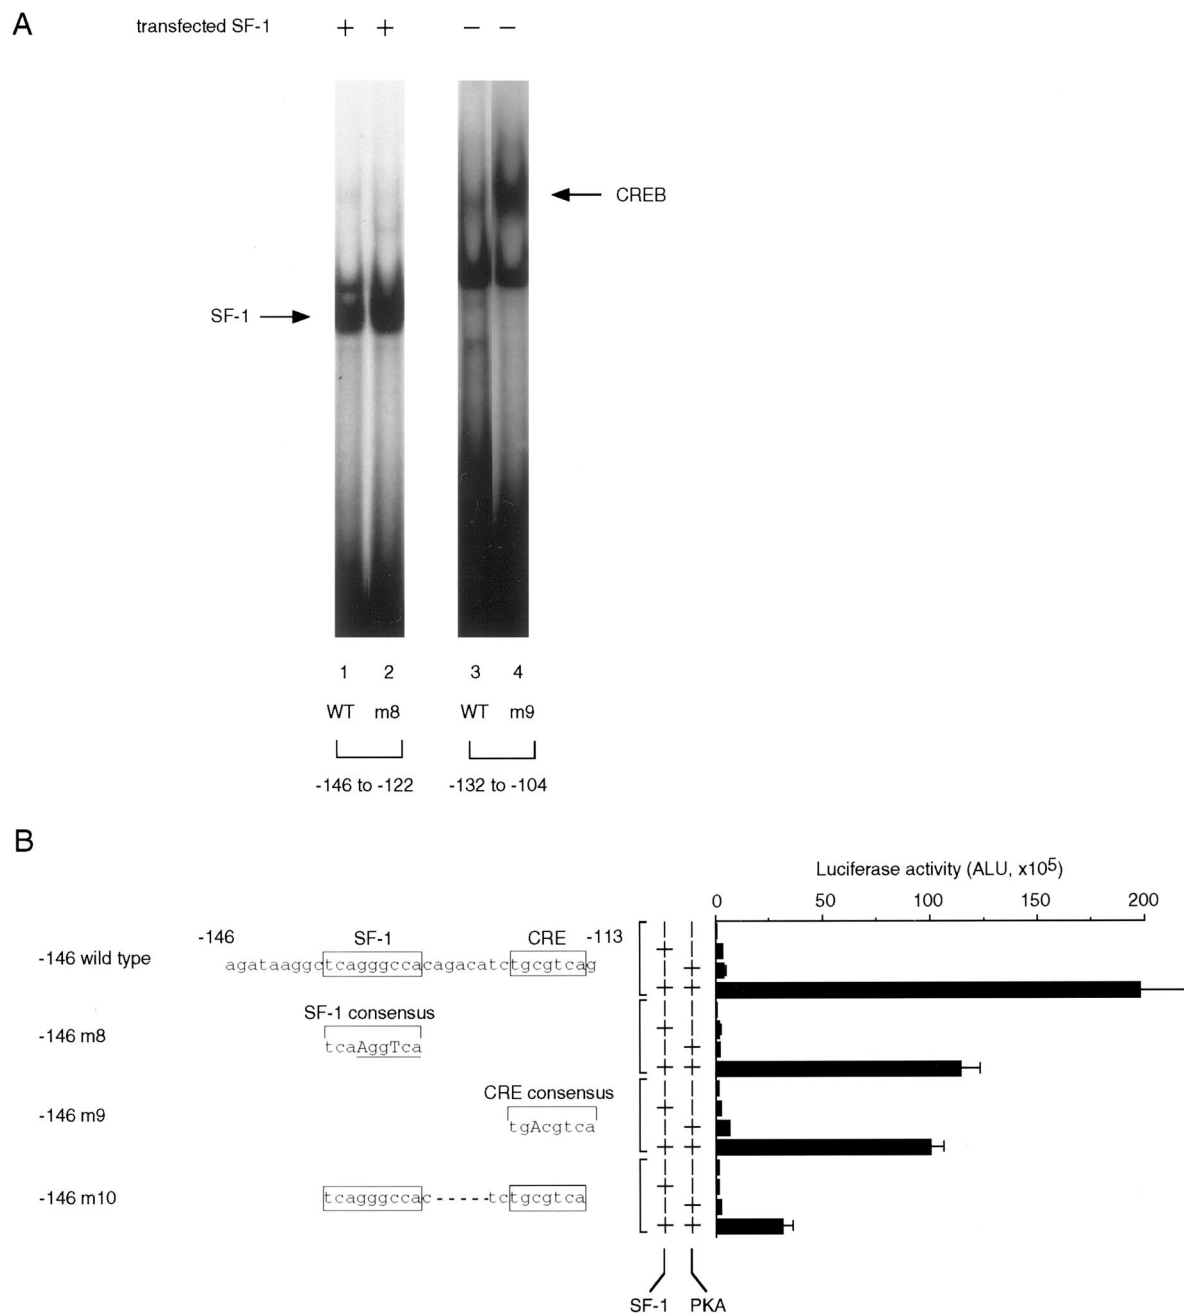 A
transfected SF-1 + + − −
CREB
SF-1
1 2 3 4
WT m8 WT m9
-146 to -122 -132 to -104
B
Luciferase activity (ALU, x10⁵)
0 50 100 150 200
-146 SF-1 CRE -113
-146 wild type agataaggctcagggccacagacatctgcgtcag
− −
+ −
− +
+ +
SF-1 consensus
-146 m8 tcaAggTca
− −
+ −
− +
+ +
CRE consensus
-146 m9 tgAcgtca
− −
+ −
− +
+ +
-146 m10 tcagggccac-----tctgcgtca
− −
+ −
− +
+ +
SF-1 PKA